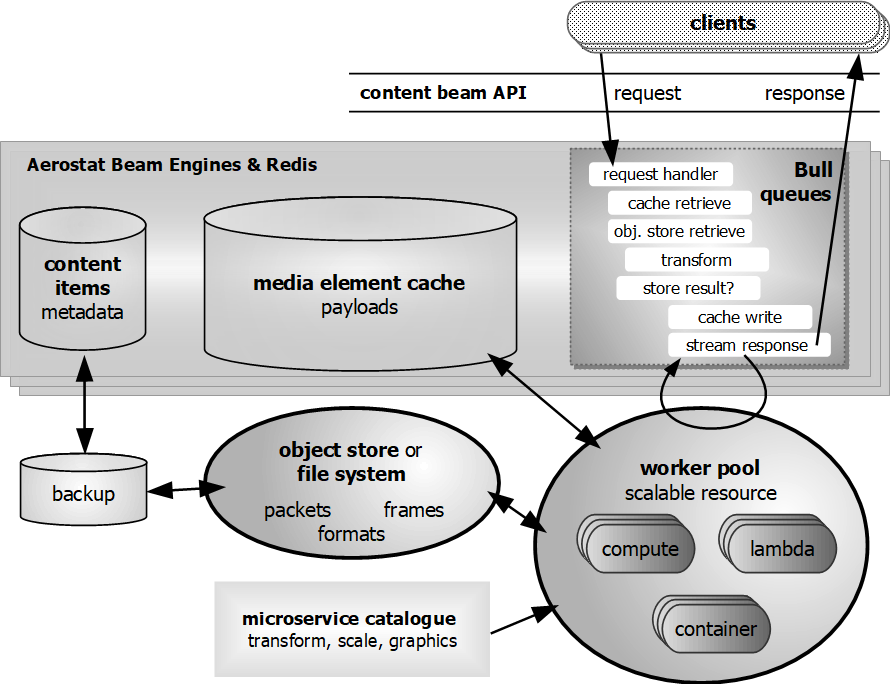 clients
content beam API request response
Aerostat Beam Engines & Redis
Bull
queues
request handler
cache retrieve
obj. store retrieve
transform
store result?
cache write
stream response
content
items
metadata
media element cache
payloads
backup
object store or
file system
packets frames
formats
worker pool
scalable resource
compute lambda
container
microservice catalogue
transform, scale, graphics